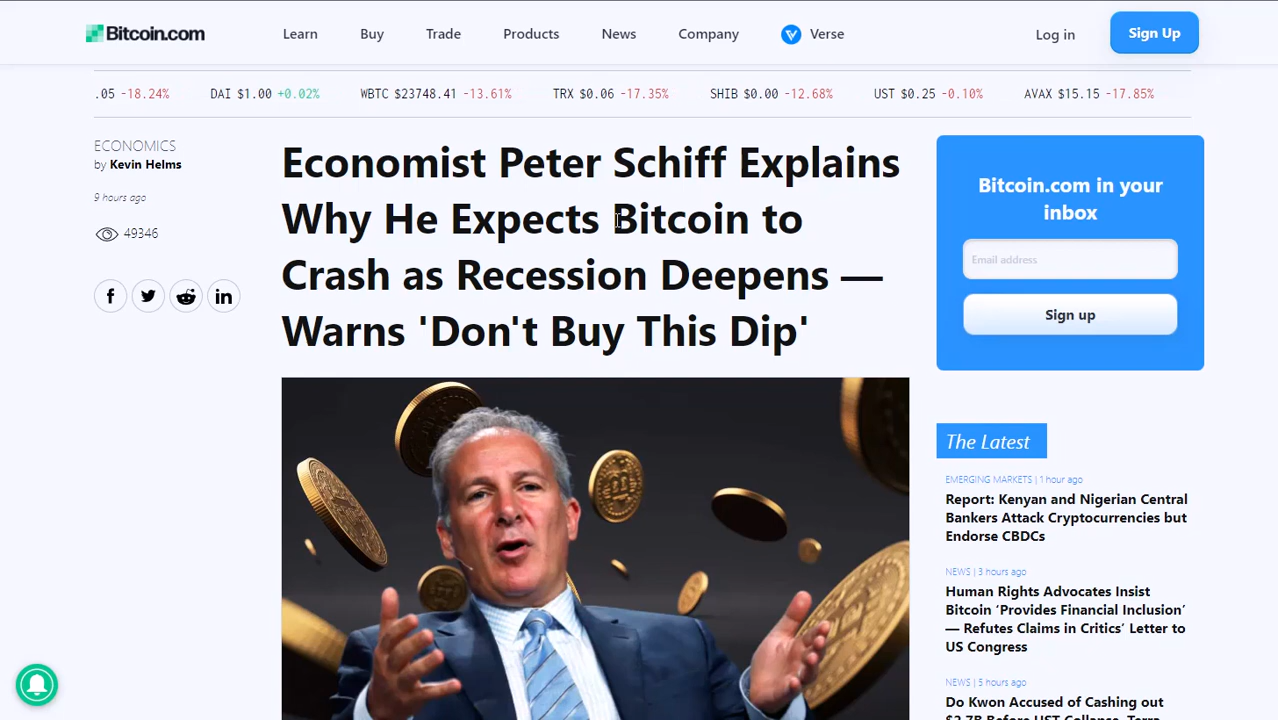 Bitcoin.com
Learn
Buy
Trade
Products
News
Company
Verse
Log in
Sign Up
.05 -18.24%
DAI $1.00 +0.02%
WBTC $23748.41 -13.61%
TRX $0.06 -17.35%
SHIB $0.00 -12.68%
UST $0.25 -0.10%
AVAX $15.15 -17.85%
ECONOMICS
by Kevin Helms
9 hours ago
49346
Economist Peter Schiff Explains
Why He Expects Bitcoin to
Crash as Recession Deepens —
Warns 'Don't Buy This Dip'
Bitcoin.com in your
inbox
Email address
Sign up
The Latest
EMERGING MARKETS | 1 hour ago
Report: Kenyan and Nigerian Central
Bankers Attack Cryptocurrencies but
Endorse CBDCs
NEWS | 3 hours ago
Human Rights Advocates Insist
Bitcoin ‘Provides Financial Inclusion’
— Refutes Claims in Critics’ Letter to
US Congress
NEWS | 5 hours ago
Do Kwon Accused of Cashing out
$2.7B Before UST Collapse, Terra